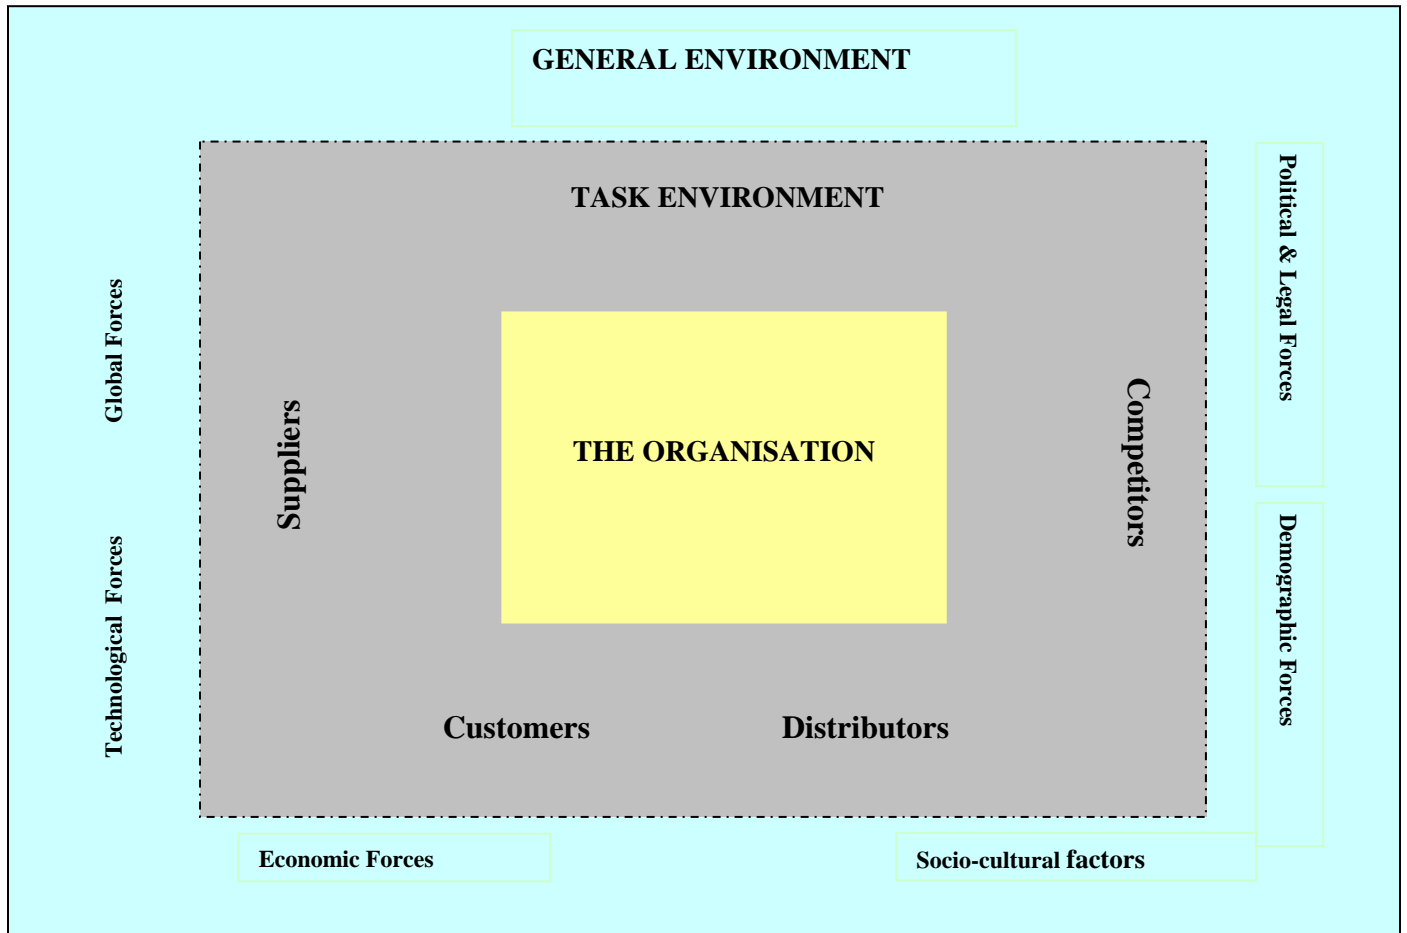 GENERAL ENVIRONMENT
TASK ENVIRONMENT
Political & Legal Forces
Global Forces
Suppliers
THE ORGANISATION
Competitors
Technological Forces
Demographic Forces
Customers
Distributors
Economic Forces
Socio-cultural factors